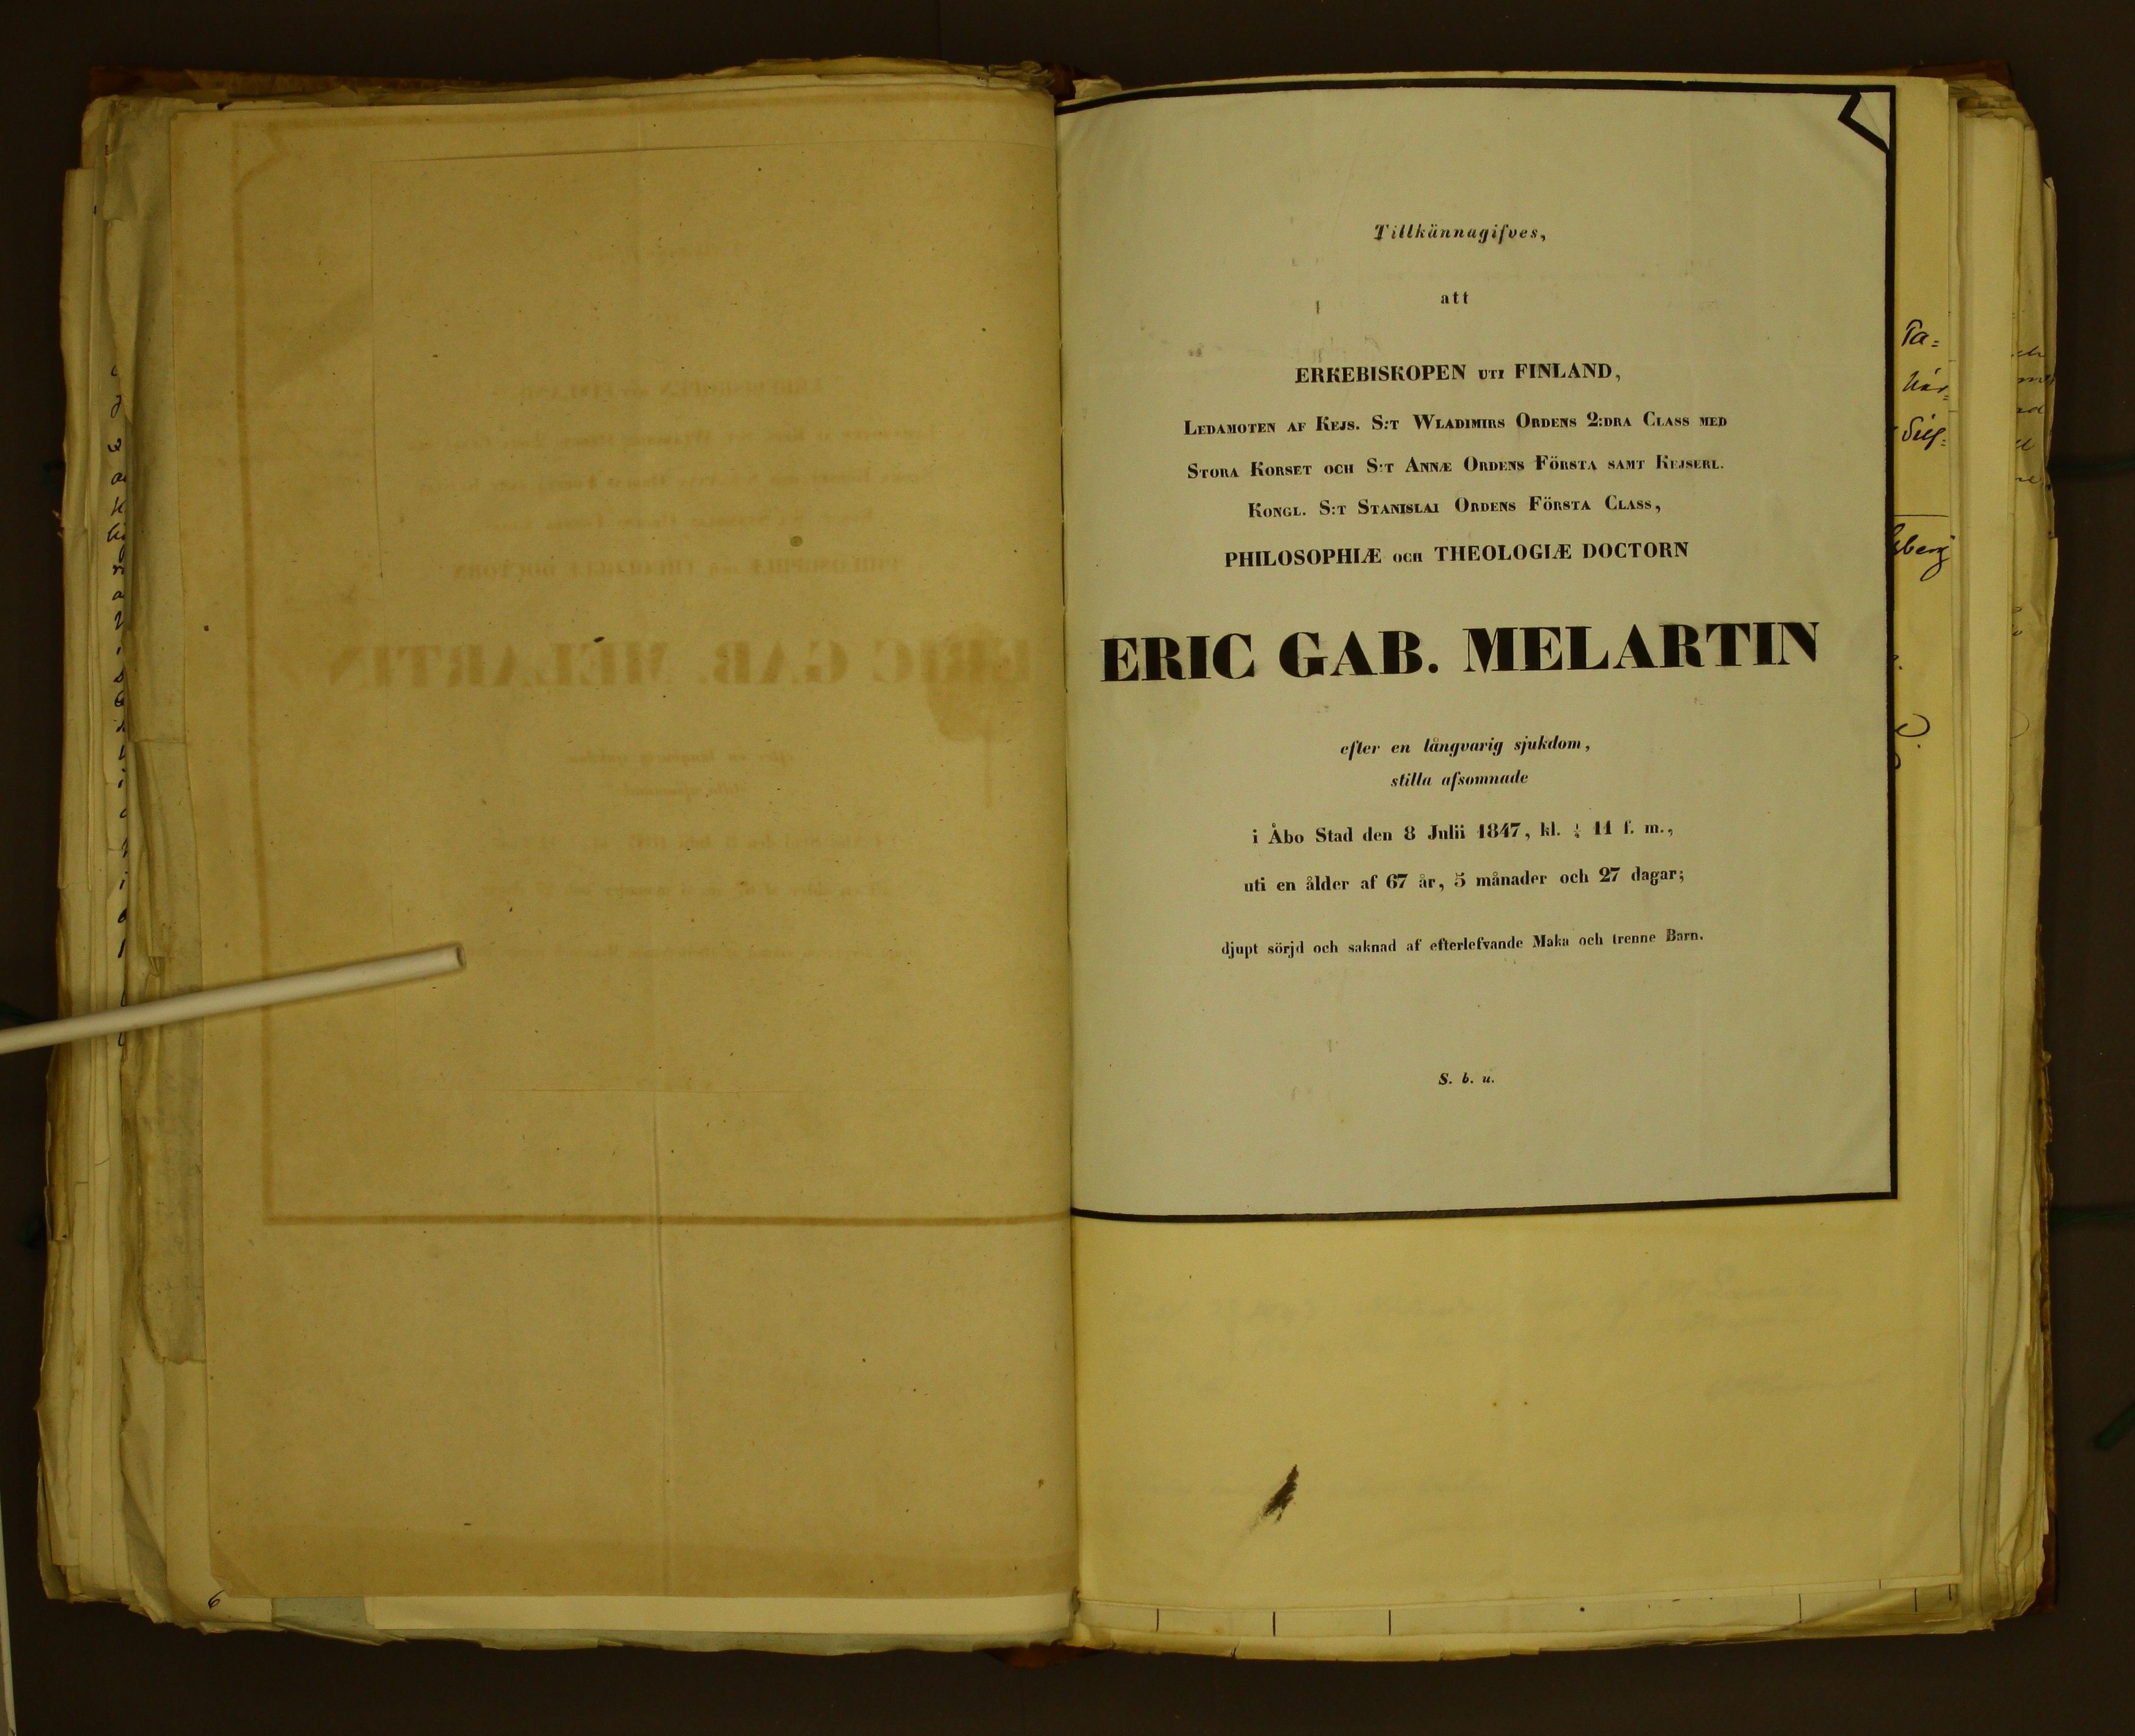 Tillkännagifves,
att
ERKEBISKOPEN UTI FINLAND,
LEDAMOTEN AF KEJS. S:T WLADIMIRS ORDENS 2:DRA CLASS MED
STORA KORSET OCH S:T ANNÆ ORDENS FÖRSTA SAMT KEJSERL.
KONGL. S:T STANISLAI ORDENS FÖRSTA CLASS,
PHILOSOPHIÆ OCH THEOLOGIÆ DOCTORN
ERIC GAB. MELARTIN
efter en långvarig sjukdom,
stilla afsomnade
i Åbo Stad den 8 Julii 1847, kl. 11 f. m.,
uti en ålder af 67 år, 5 månader och 27 dagar;
djupt sörjd och saknad af efterlefvande Maka och trenne Barn.
S. b. u.